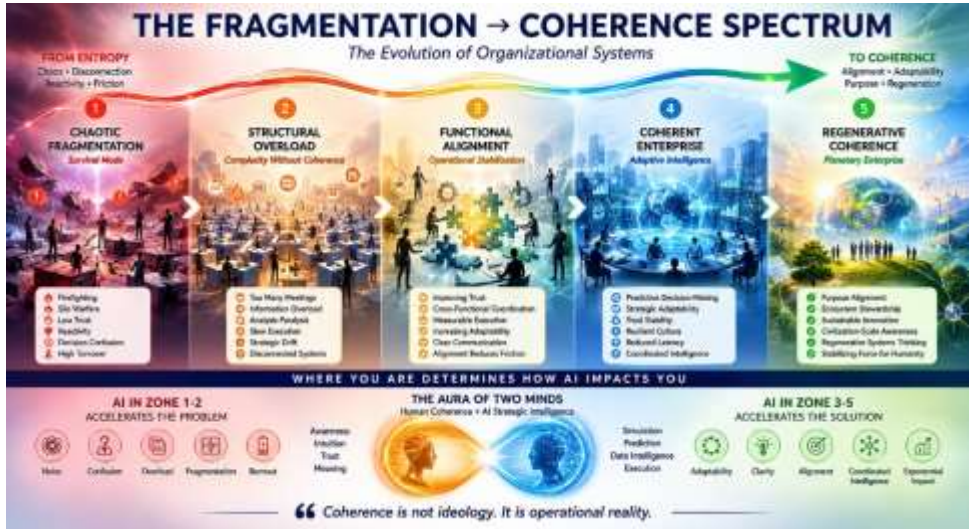 THE FRAGMENTATION → COHERENCE SPECTRUM
The Evolution of Organizational Systems
FROM ENTROPY
Chaos • Disconnection
Reactivity • Friction
TO COHERENCE
Alignment • Adaptability
Purpose • Regeneration
1
CHAOTIC
FRAGMENTATION
Survival Mode
Firefighting
Silo Warfare
Low Trust
Reactivity
Decision Confusion
High Turnover
2
STRUCTURAL
OVERLOAD
Complexity Without Coherence
Too Many Meetings
Information Overload
Analysis Paralysis
Slow Execution
Strategic Drift
Disconnected Systems
3
FUNCTIONAL
ALIGNMENT
Operational Stabilization
Improving Trust
Cross-Functional Coordination
Measurable Execution
Increasing Adaptability
Clear Communication
Alignment Reduces Friction
4
COHERENT
ENTERPRISE
Adaptive Intelligence
Predictive Decision-Making
Strategic Adaptability
Trust Stability
Resilient Culture
Reduced Latency
Coordinated Intelligence
5
REGENERATIVE
COHERENCE
Planetary Enterprise
Purpose Alignment
Ecosystem Stewardship
Sustainable Innovation
Civilization-Scale Awareness
Regenerative Systems Thinking
Stabilizing Force for Humanity
WHERE YOU ARE DETERMINES HOW AI IMPACTS YOU
AI IN ZONE 1-2
ACCELERATES THE PROBLEM
Noise
Confusion
Overload
Fragmentation
Burnout
THE AURA OF TWO MINDS
Human Coherence + AI Strategic Intelligence
Awareness
Intuition
Trust
Meaning
Simulation
Prediction
Data Intelligence
Execution
AI IN ZONE 3-5
ACCELERATES THE SOLUTION
Adaptability
Clarity
Alignment
Coordinated
Intelligence
Exponential
Impact
“ Coherence is not ideology. It is operational reality.